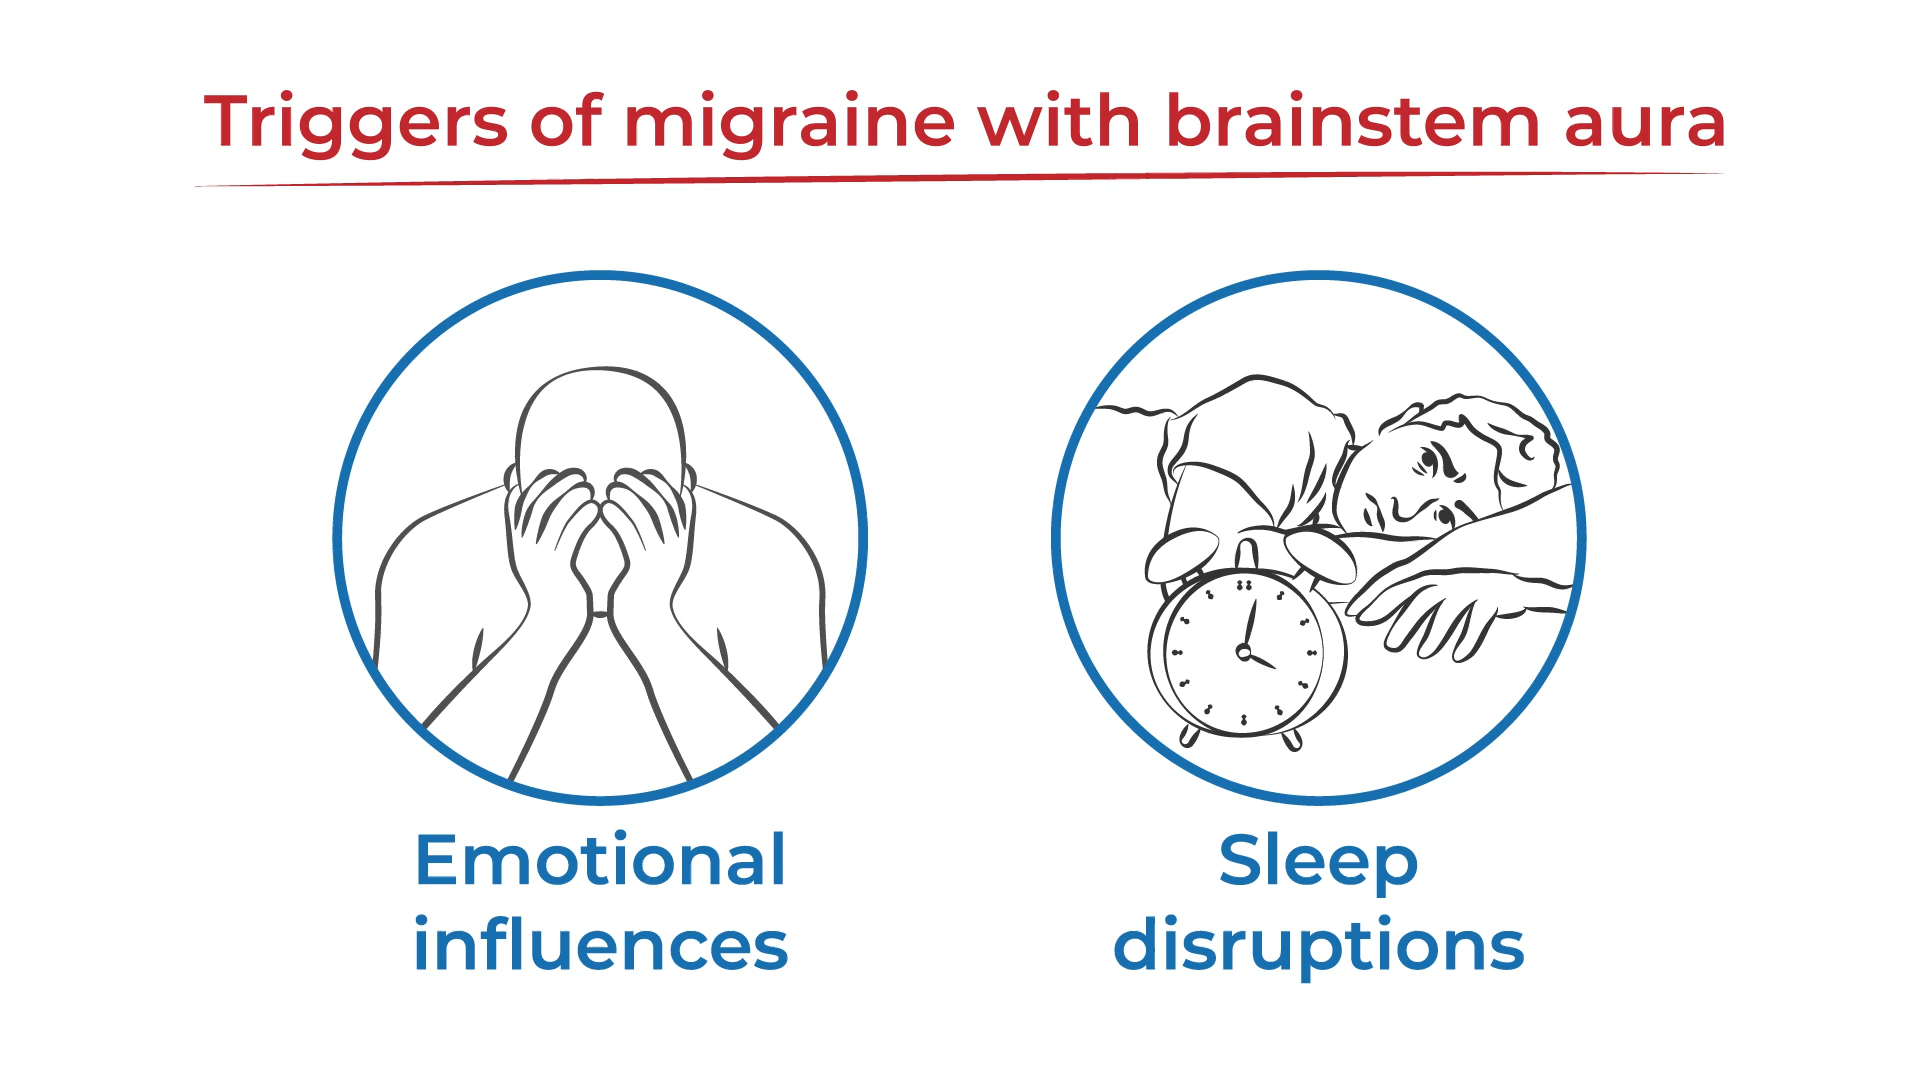 Triggers of migraine with brainstem aura
Emotional
influences
Sleep
disruptions